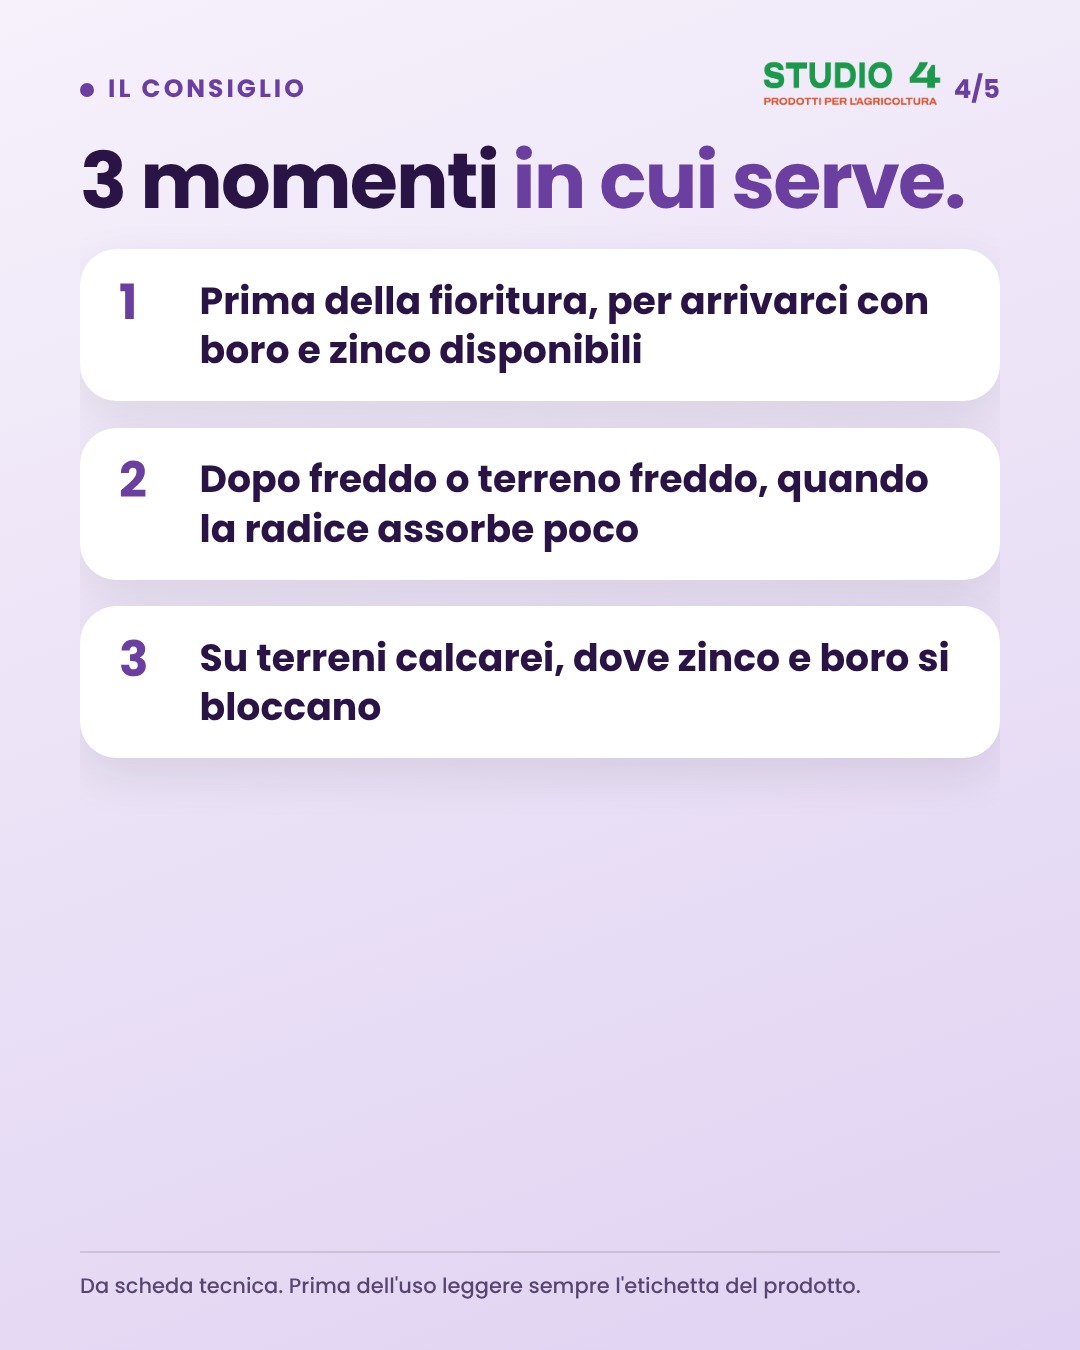 IL CONSIGLIO
STUDIO 4
PRODOTTI PER L'AGRICOLTURA
4/5
3 momenti in cui serve.
1
Prima della fioritura, per arrivarci con
boro e zinco disponibili
2
Dopo freddo o terreno freddo, quando
la radice assorbe poco
3
Su terreni calcarei, dove zinco e boro si
bloccano
Da scheda tecnica. Prima dell'uso leggere sempre l'etichetta del prodotto.